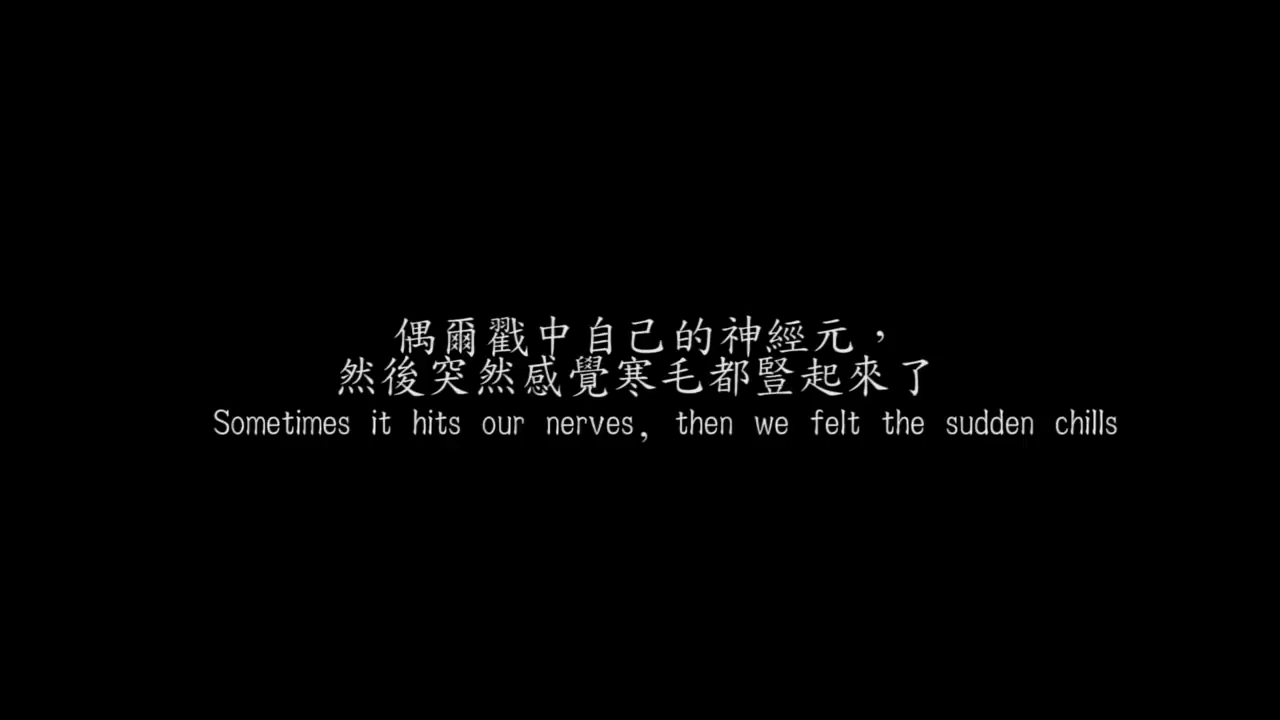 偶爾戳中自己的神經元，
然後突然感覺寒毛都豎起來了
Sometimes it hits our nerves, then we felt the sudden chills